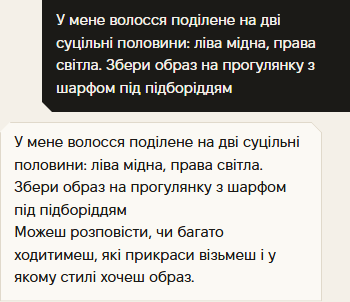 У мене волосся поділене на дві
суцільні половини: ліва мідна, права
світла. Збери образ на прогулянку з
шарфом під підборіддям
У мене волосся поділене на дві суцільні
половини: ліва мідна, права світла.
Збери образ на прогулянку з шарфом
під підборіддям
Можеш розповісти, чи багато
ходитимеш, які прикраси візьмеш і у
якому стилі хочеш образ.